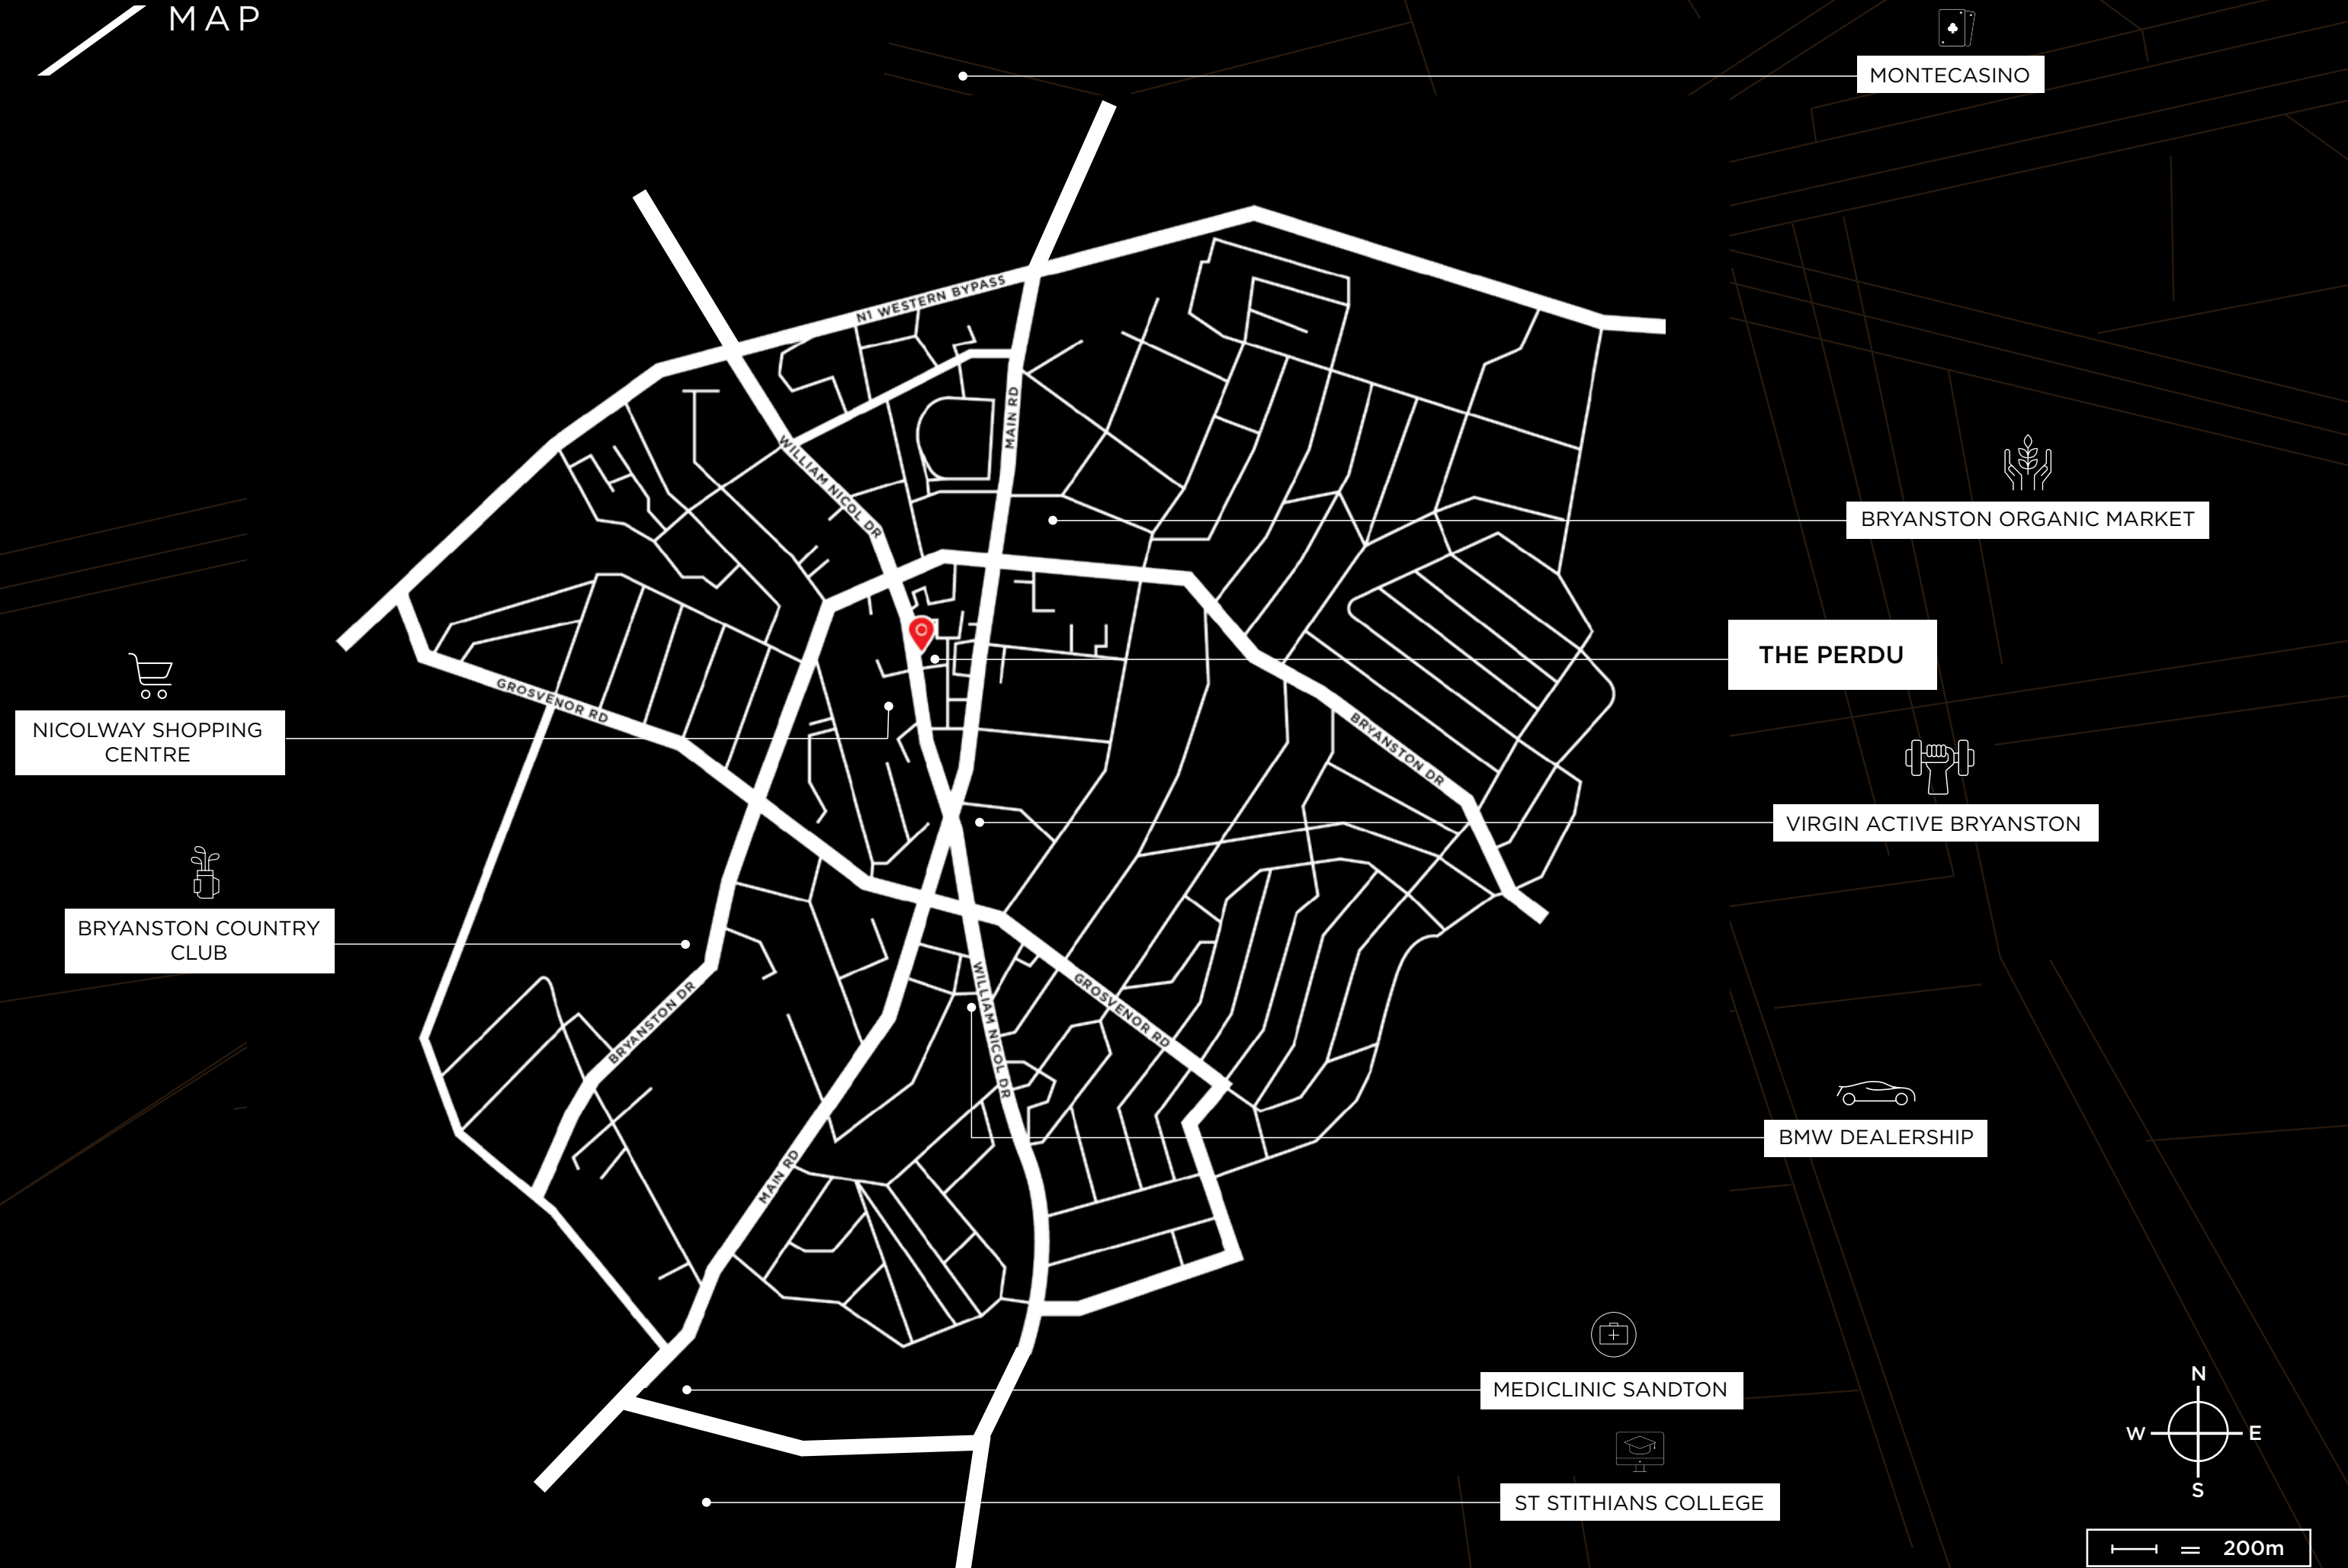 MAP
MONTECASINO
N1 WESTERN BYPASS
MAIN RD
WILLIAM NICOL DR
BRYANSTON ORGANIC MARKET
THE PERDU
GROSVENOR RD
NICOLWAY SHOPPING
CENTRE
BRYANSTON DR
VIRGIN ACTIVE BRYANSTON
BRYANSTON COUNTRY
CLUB
BRYANSTON DR
WILLIAM NICOL DR
GROSVENOR RD
BMW DEALERSHIP
MAIN RD
MEDICLINIC SANDTON
ST STITHIANS COLLEGE
N
W E
S
= 200m